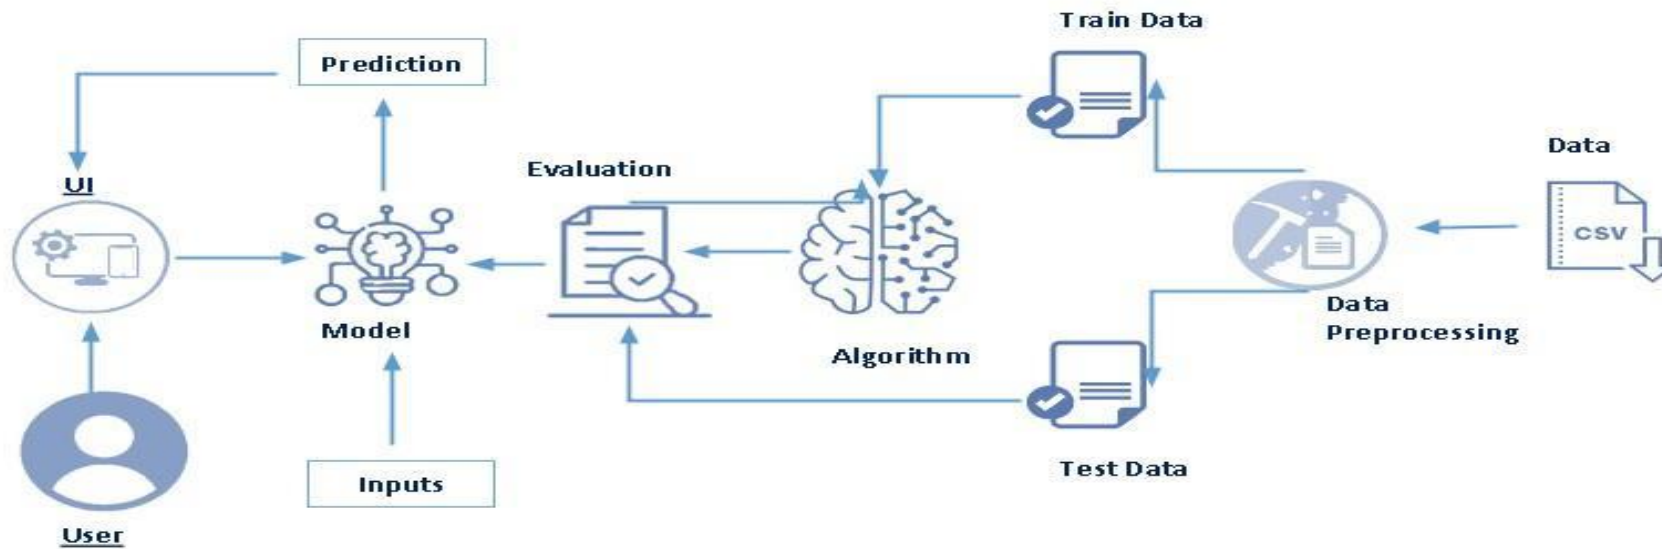 Train Data
Prediction
Data
Evaluation
UI
CSV
Data
Preprocessing
Model
Algorithm
Test Data
Inputs
User